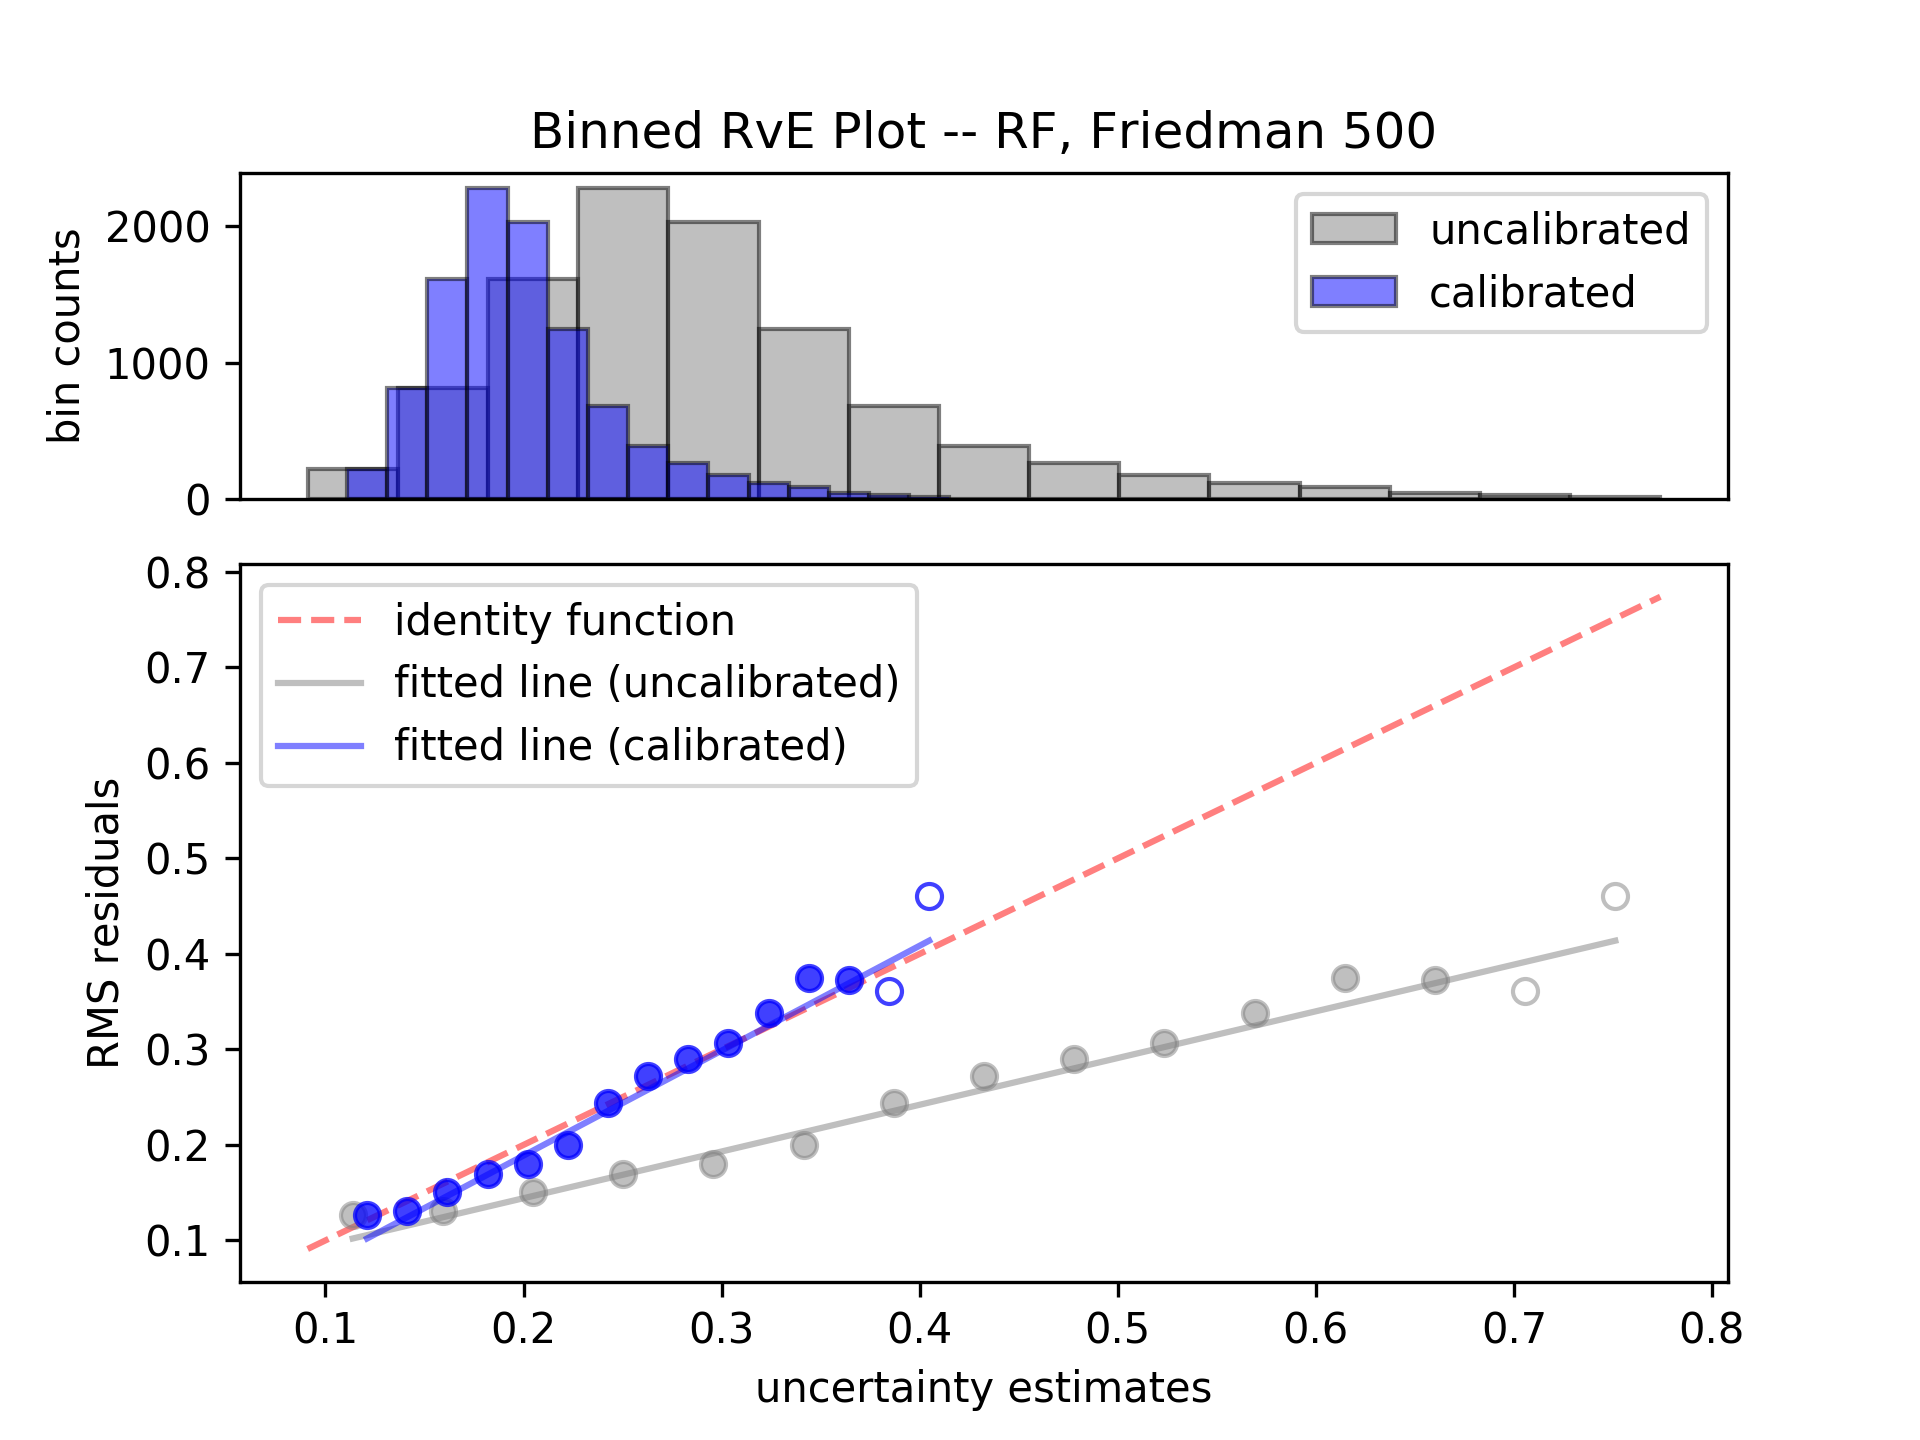 Binned RvE Plot -- RF, Friedman 500
bin counts
2000
1000
0
uncalibrated
calibrated
RMS residuals
0.8
0.7
0.6
0.5
0.4
0.3
0.2
0.1
identity function
fitted line (uncalibrated)
fitted line (calibrated)
0.1 0.2 0.3 0.4 0.5 0.6 0.7 0.8
uncertainty estimates